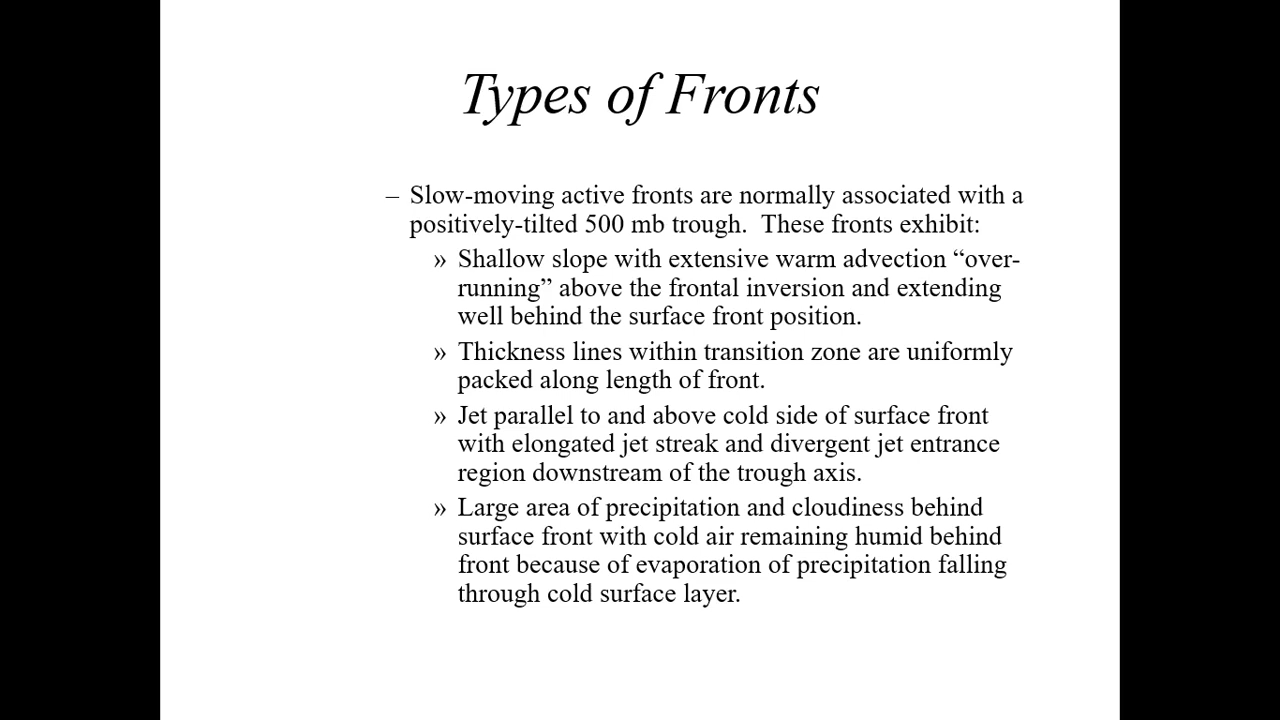 Types of Fronts
– Slow-moving active fronts are normally associated with a
positively-tilted 500 mb trough.  These fronts exhibit:
» Shallow slope with extensive warm advection “over-
running” above the frontal inversion and extending
well behind the surface front position.
» Thickness lines within transition zone are uniformly
packed along length of front.
» Jet parallel to and above cold side of surface front
with elongated jet streak and divergent jet entrance
region downstream of the trough axis.
» Large area of precipitation and cloudiness behind
surface front with cold air remaining humid behind
front because of evaporation of precipitation falling
through cold surface layer.